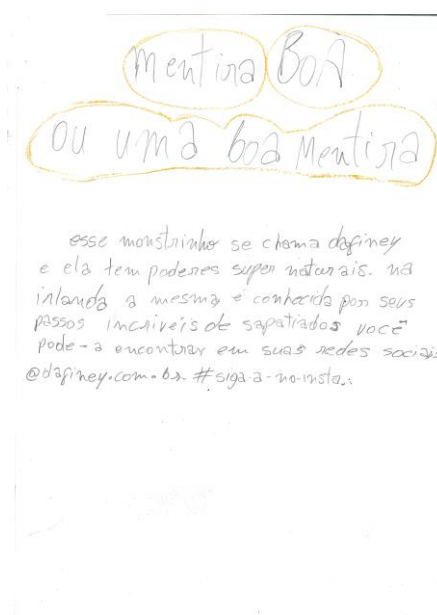 mentira BOA
ou uma boa mentira
esse monstrinho se chama dafiney
e ela tem poderes super naturais. na
irlanda a mesma é conhecida por seus
passos incriveis de sapatiados você
pode-a encontrar em suas redes sociais
@dafiney.com.br. #siga-a-no-insta.